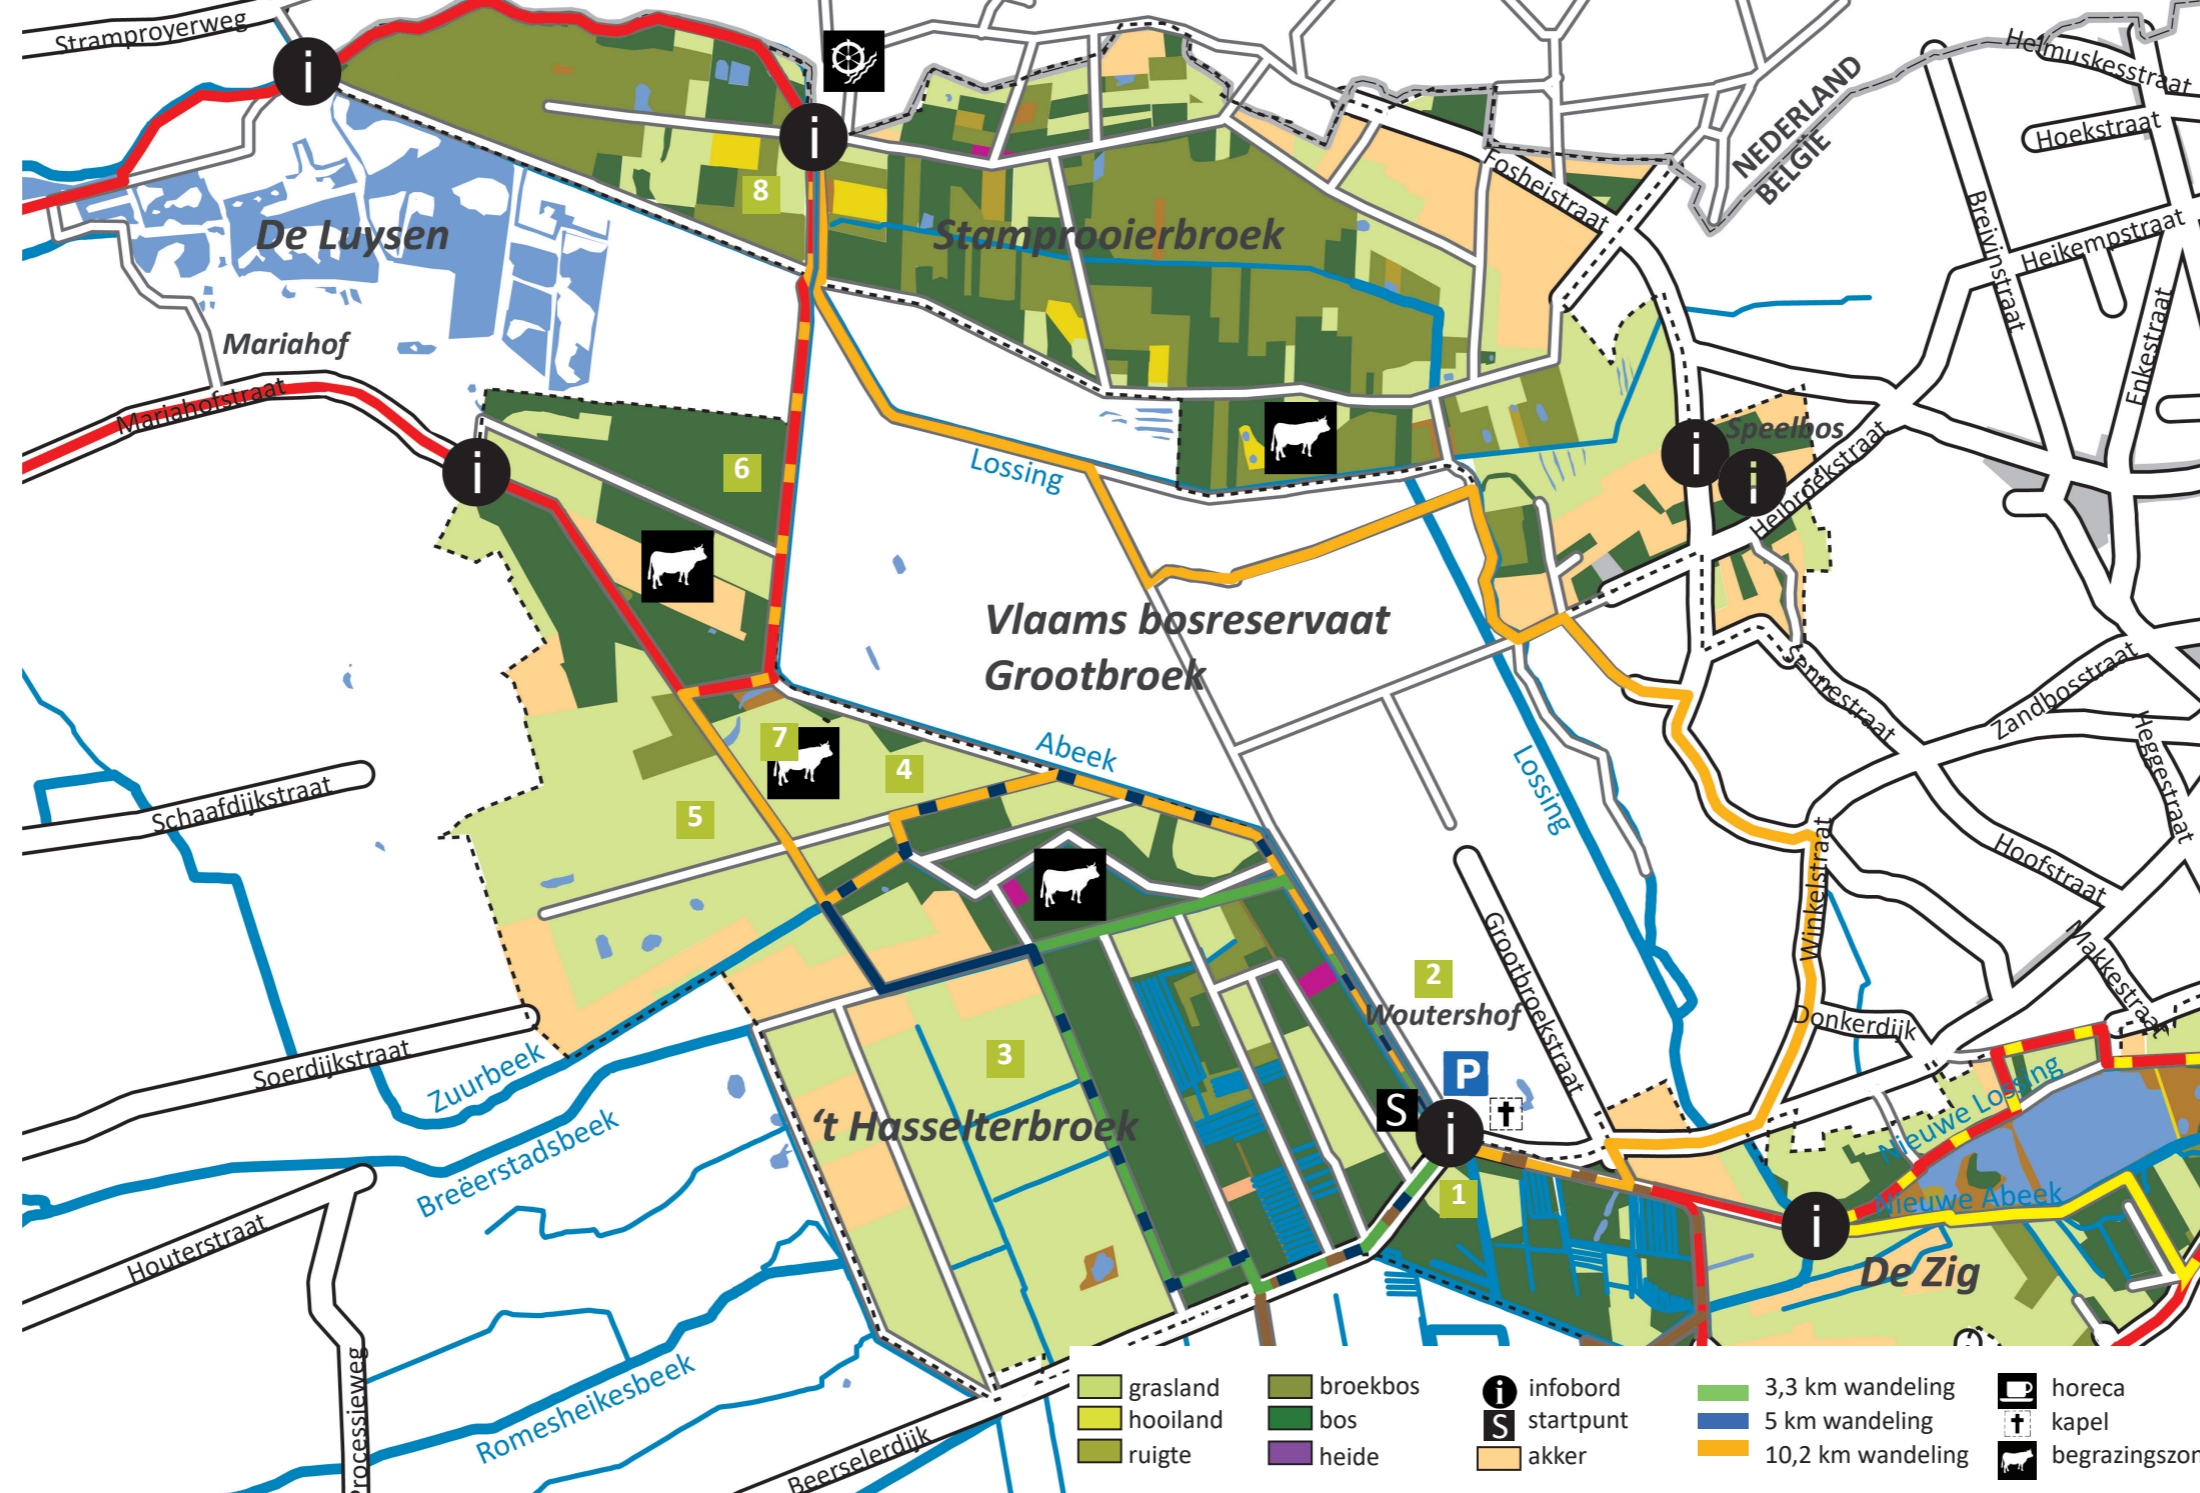 Stramproyerweg
i
i
Helmuskesstraat
Hoekstraat
NEDERLAND
BELGIE
Fosheistraat
Breivinstraat
Heikempstraat
Enkestraat
8
De Luysen
Stamprooierbroek
Mariahof
Mariahofstraat
i
6
Lossing
i
Speelbos
i
Heibroekstraat
Vlaams bosreservaat
Grootbroek
Sennestraat
Zandbosstraat
Heggestraat
7
4
Abeek
5
Lossing
Schaafdijkstraat
Winkelstraat
Hoofstraat
Makkestraat
Grootbroekstraat
2
Woutershof
Donkerdijk
P
S
i
Soerdijkstraat
Zuurbeek
3
't Hasselterbroek
Breëerstadsbeek
1
Nieuwe Lossing
Nieuwe Abeek
i
De Zig
Houterstraat
Processieweg
Romesheikesbeek
Beerselerdijk
grasland
hooiland
ruigte
broekbos
bos
heide
i infobord
S startpunt
akker
3,3 km wandeling
5 km wandeling
10,2 km wandeling
horeca
kapel
begrazingszon